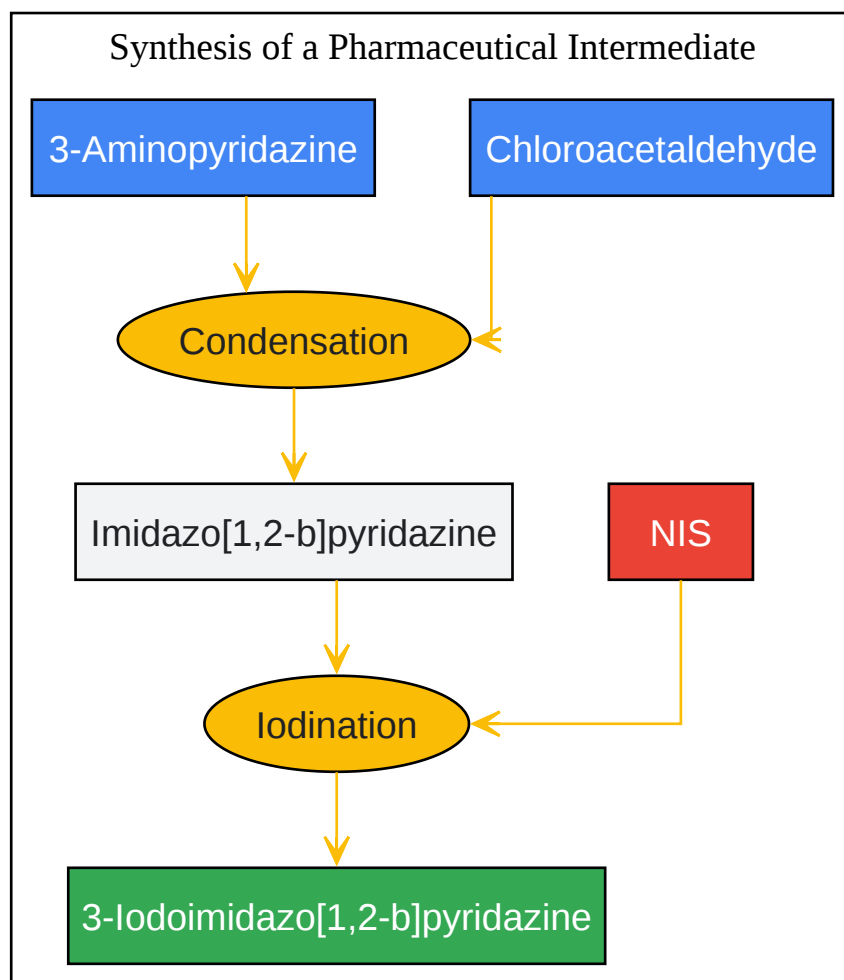 Synthesis of a Pharmaceutical Intermediate
3-Aminopyridazine
Chloroacetaldehyde
Condensation
Imidazo[1,2-b]pyridazine
NIS
Iodination
3-Iodoimidazo[1,2-b]pyridazine